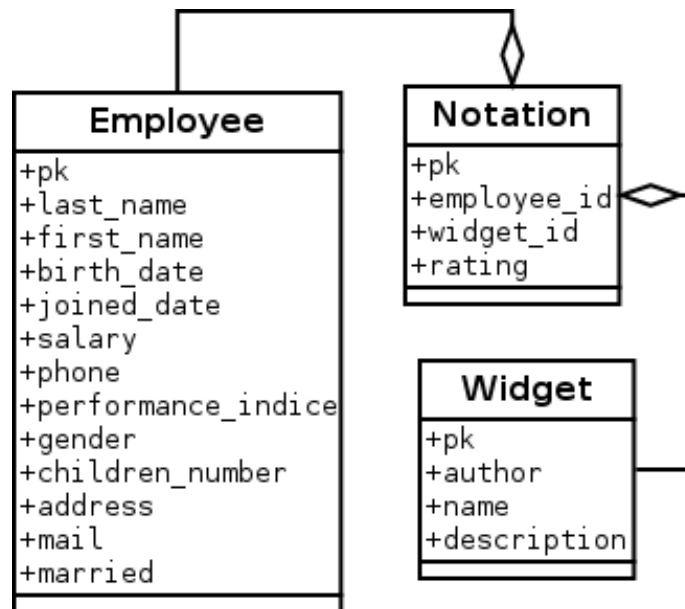 Employee
+pk
+last_name
+first_name
+birth_date
+joined_date
+salary
+phone
+performance_indice
+gender
+children_number
+address
+mail
+married
Notation
+pk
+employee_id
+widget_id
+rating
Widget
+pk
+author
+name
+description